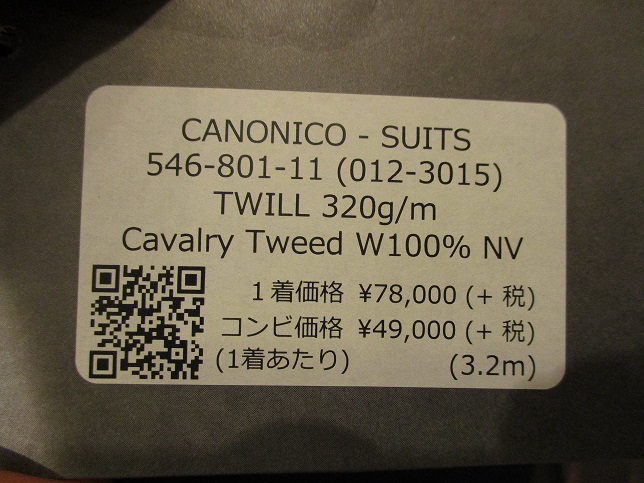 CANONICO - SUITS
546-801-11 (012-3015)
TWILL 320g/m
Cavalry Tweed W100% NV
1着価格 ¥78,000 (+ 税)
コンビ価格 ¥49,000 (+ 税)
(1着あたり) (3.2m)